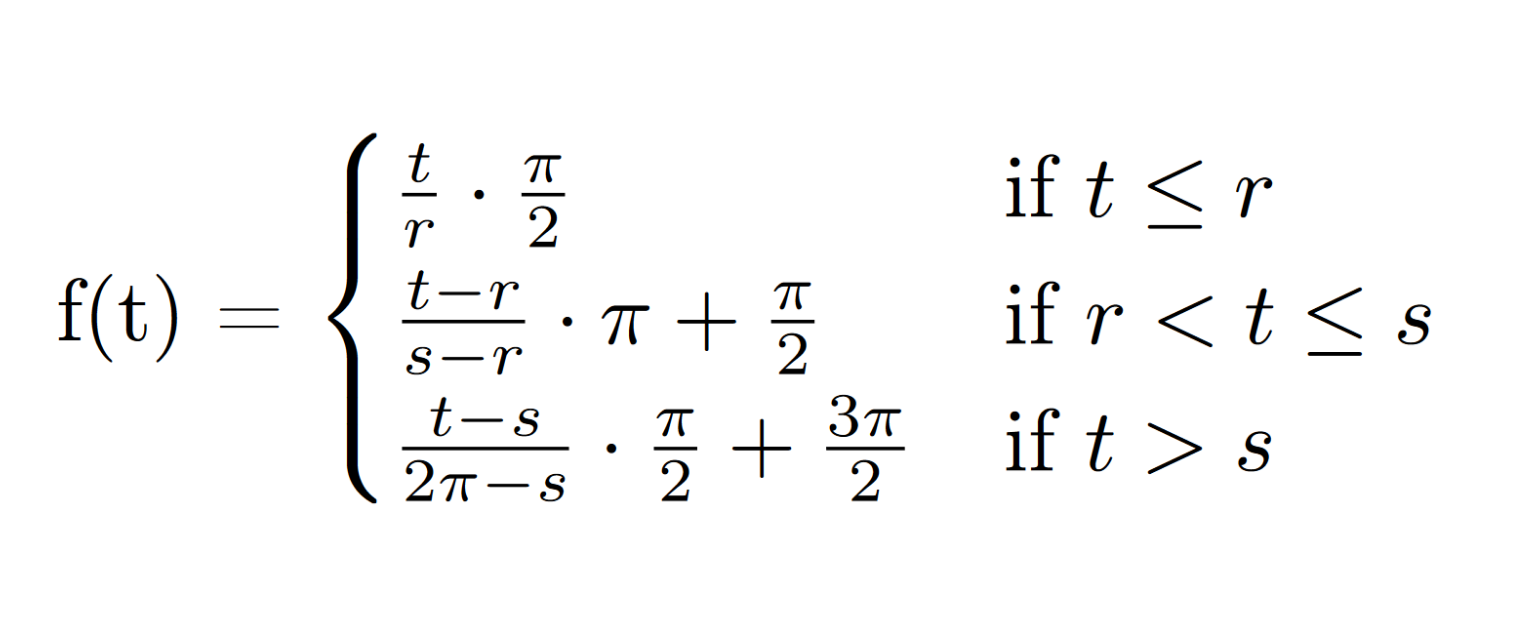 f(t) = { t/r · π/2 if t ≤ r
(t−r)/(s−r) · π + π/2 if r < t ≤ s
(t−s)/(2π−s) · π/2 + 3π/2 if t > s